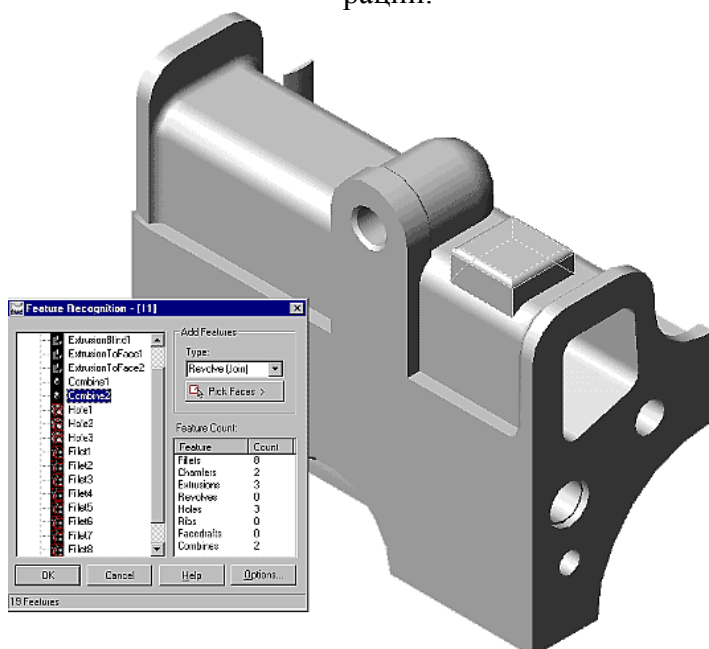 рации.
Feature Recognition - [I1]
ExtrusionBlind1
ExtrusionToFace1
ExtrusionToFace2
Combine1
Combine2
Hole1
Hole2
Hole3
Fillet1
Fillet2
Fillet3
Fillet4
Fillet5
Fillet6
Fillet7
Fillet8
Add Features
Type:
Revolve (Join)
Pick Faces >
Feature Count:
Feature Count
Fillets 8
Chamfers 2
Extrusions 3
Revolves 0
Holes 3
Ribs 0
Facedrafts 0
Combines 2
OK Cancel Help Options...
19 Features